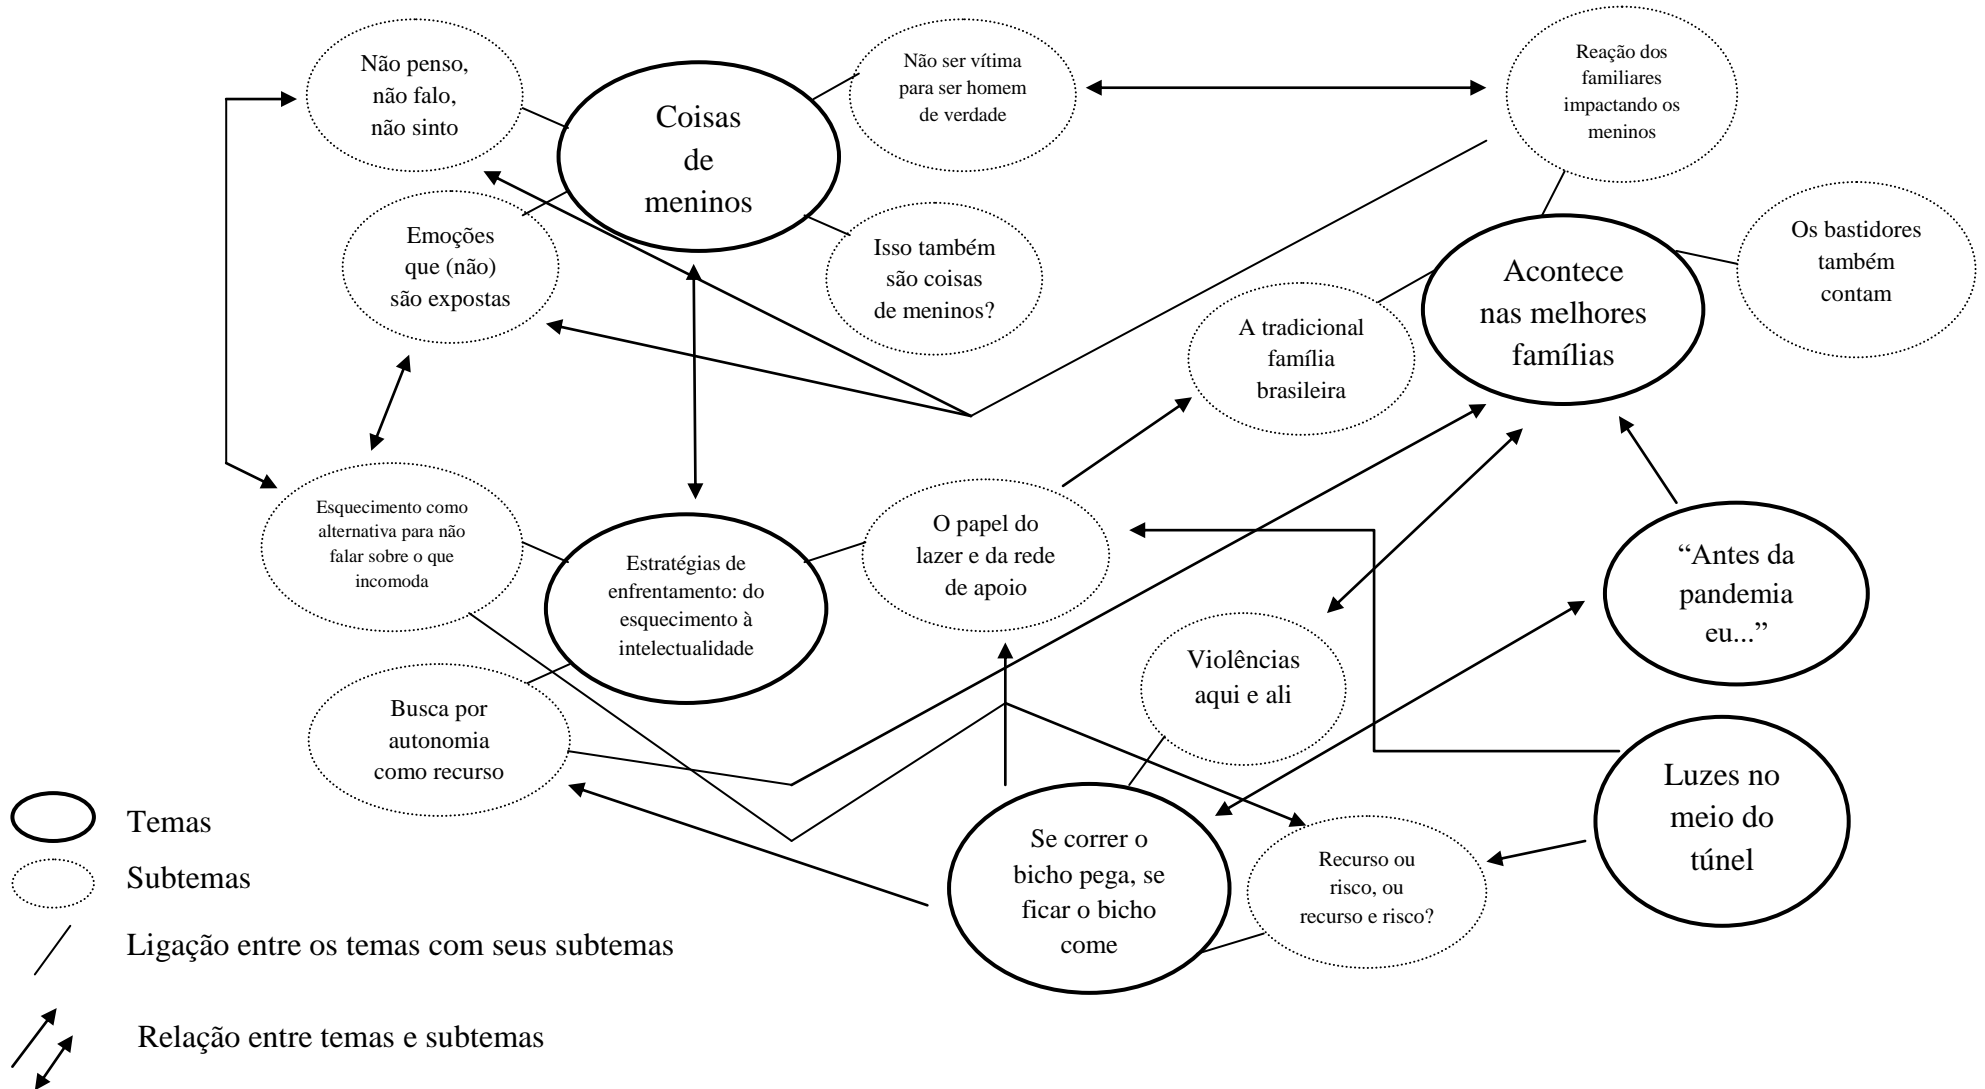 Não penso,
não falo,
não sinto
Coisas
de
meninos
Não ser vítima
para ser homem
de verdade
Reação dos
familiares
impactando os
meninos
Emoções
que (não)
são expostas
Isso também
são coisas
de meninos?
A tradicional
família
brasileira
Acontece
nas melhores
famílias
Os bastidores
também
contam
Esquecimento como
alternativa para não
falar sobre o que
incomoda
Estratégias de
enfrentamento: do
esquecimento à
intelectualidade
O papel do
lazer e da rede
de apoio
Violências
aqui e ali
“Antes da
pandemia
eu...”
Busca por
autonomia
como recurso
Se correr o
bicho pega, se
ficar o bicho
come
Recurso ou
risco, ou
recurso e risco?
Luzes no
meio do
túnel
Temas
Subtemas
Ligação entre os temas com seus subtemas
Relação entre temas e subtemas